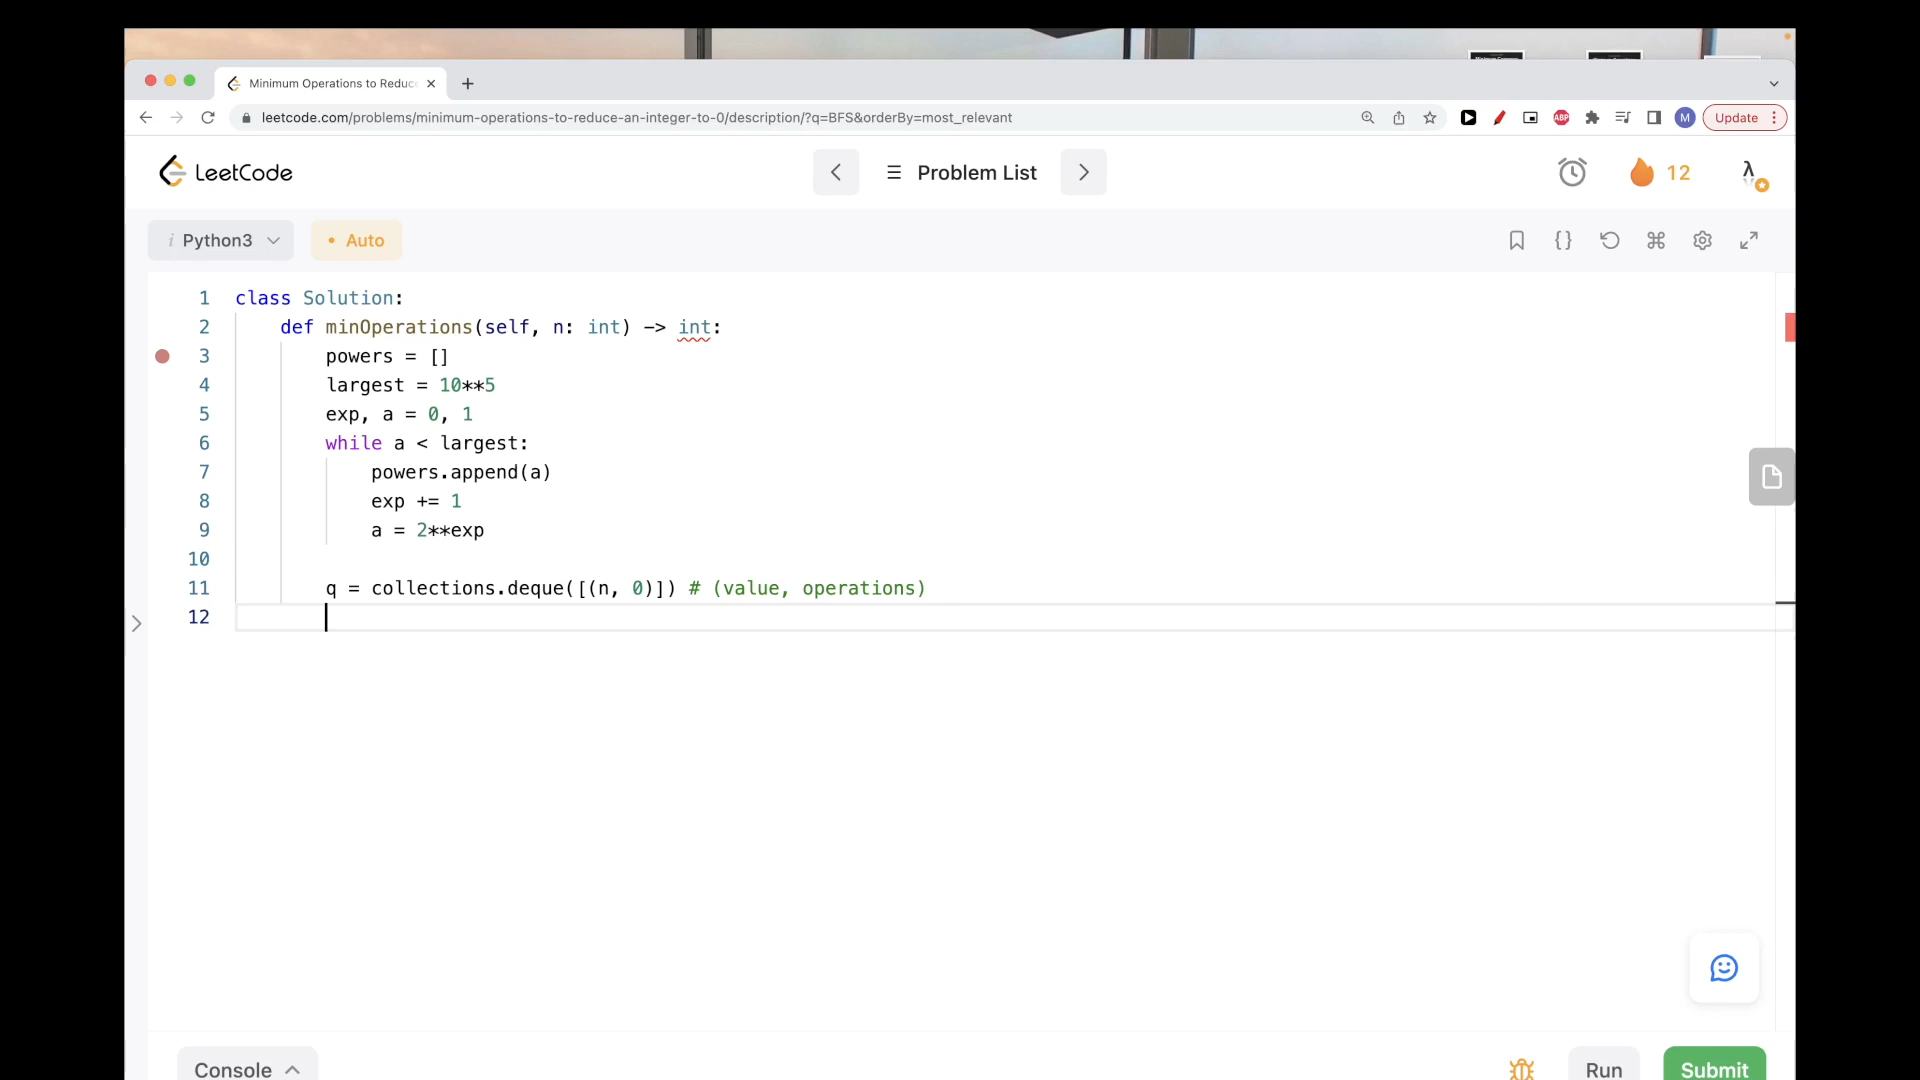 Minimum Operations to Reduc
leetcode.com/problems/minimum-operations-to-reduce-an-integer-to-0/description/?q=BFS&orderBy=most_relevant
ABP
M
Update
LeetCode
Problem List
12
i Python3
• Auto
1 class Solution:
2 def minOperations(self, n: int) -> int:
3 powers = []
4 largest = 10**5
5 exp, a = 0, 1
6 while a < largest:
7 powers.append(a)
8 exp += 1
9 a = 2**exp
10
11 q = collections.deque([(n, 0)]) # (value, operations)
12
Console
Run
Submit